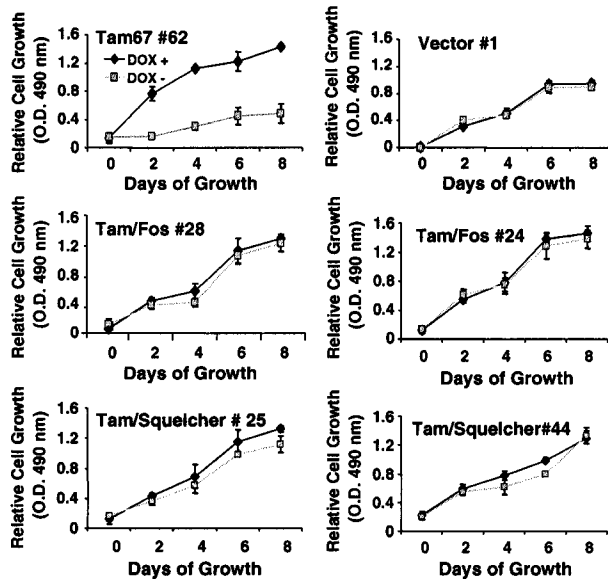 Tam67 #62
DOX +
DOX -
Relative Cell Growth
(O.D. 490 nm)
1.6
1.2
0.8
0.4
0
0 2 4 6 8
Days of Growth
Vector #1
Relative Cell Growth
(O.D. 490 nm)
1.6
1.2
0.8
0.4
0
0 2 4 6 8
Days of Growth
Tam/Fos #28
Relative Cell Growth
(O.D. 490 nm)
1.6
1.2
0.8
0.4
0
0 2 4 6 8
Days of Growth
Tam/Fos #24
Relative Cell Growth
(O.D. 490 nm)
1.6
1.2
0.8
0.4
0
0 2 4 6 8
Days of Growth
Tam/Squelcher # 25
Relative Cell Growth
(O.D. 490 nm)
1.6
1.2
0.8
0.4
0
0 2 4 6 8
Days of Growth
Tam/Squelcher#44
Relative Cell Growth
(O.D. 490 nm)
1.6
1.2
0.8
0.4
0
0 2 4 6 8
Days of Growth